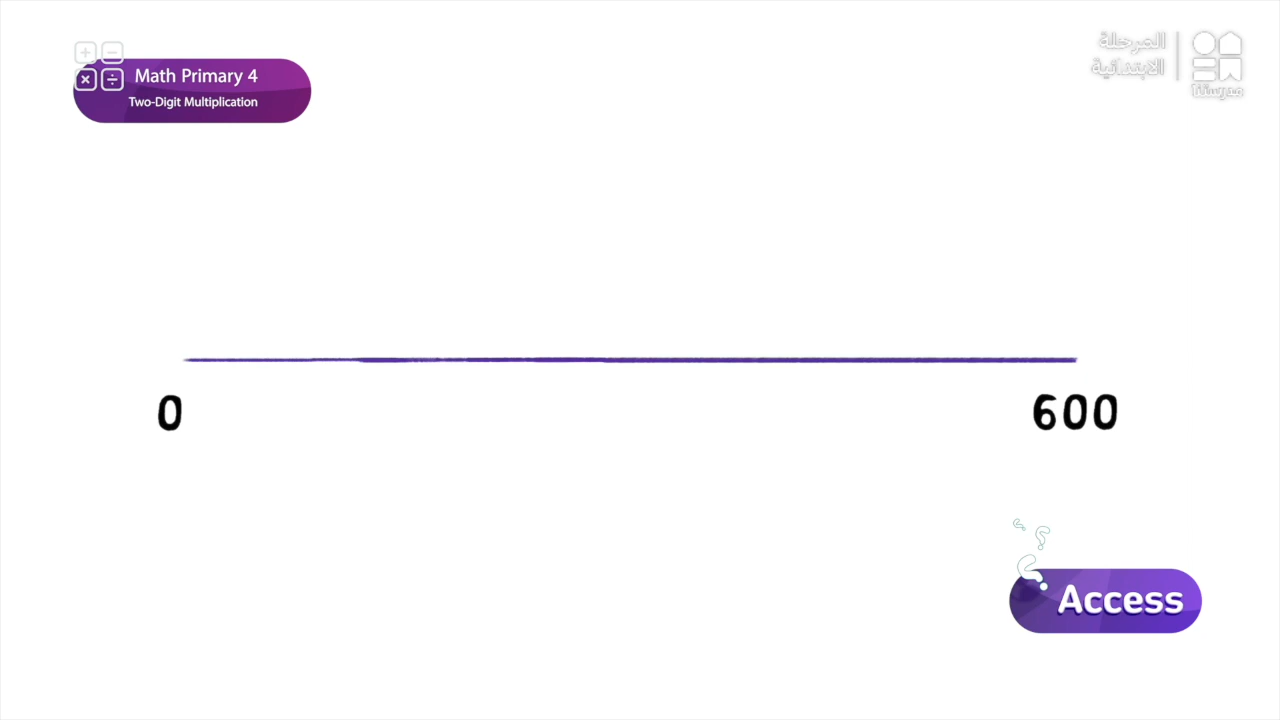 Math Primary 4
Two-Digit Multiplication
المرحلة
الابتدائية
مدرستنا
0
600
Access